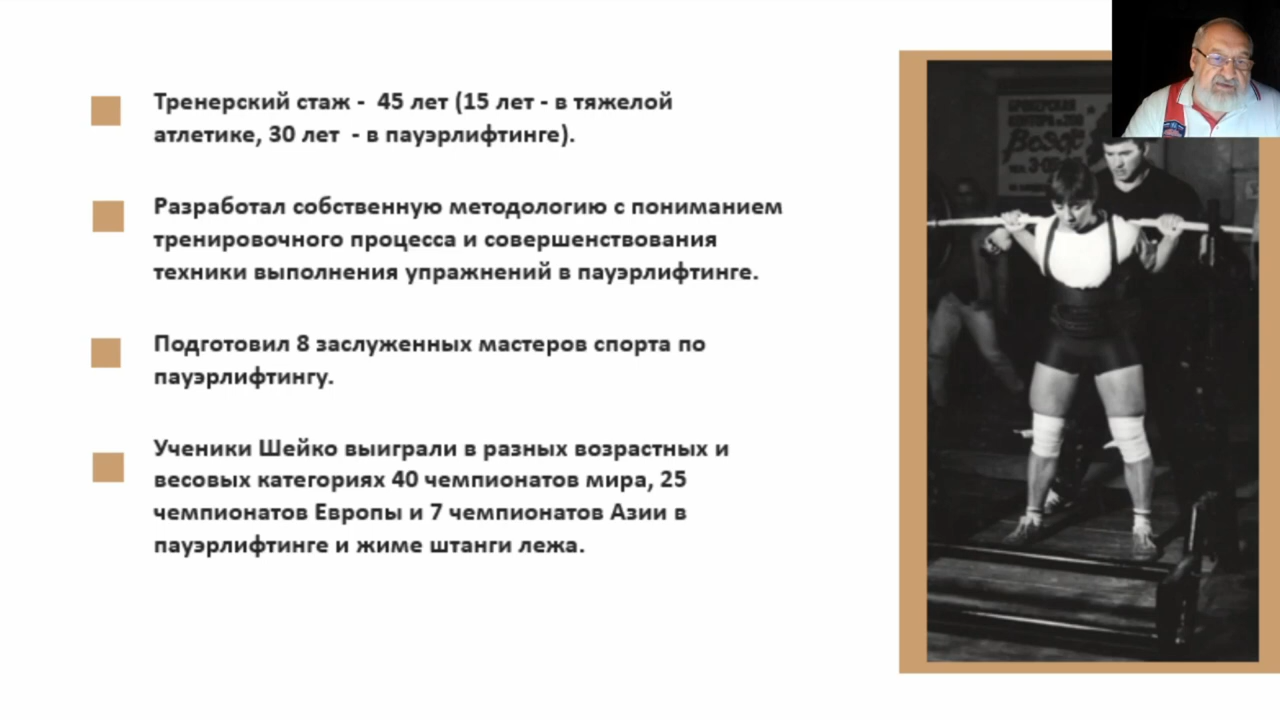 Тренерский стаж - 45 лет (15 лет - в тяжелой
атлетике, 30 лет - в пауэрлифтинге).
Разработал собственную методологию с пониманием
тренировочного процесса и совершенствования
техники выполнения упражнений в пауэрлифтинге.
Подготовил 8 заслуженных мастеров спорта по
пауэрлифтингу.
Ученики Шейко выиграли в разных возрастных и
весовых категориях 40 чемпионатов мира, 25
чемпионатов Европы и 7 чемпионатов Азии в
пауэрлифтинге и жиме штанги лежа.
БРОКЕРСКАЯ